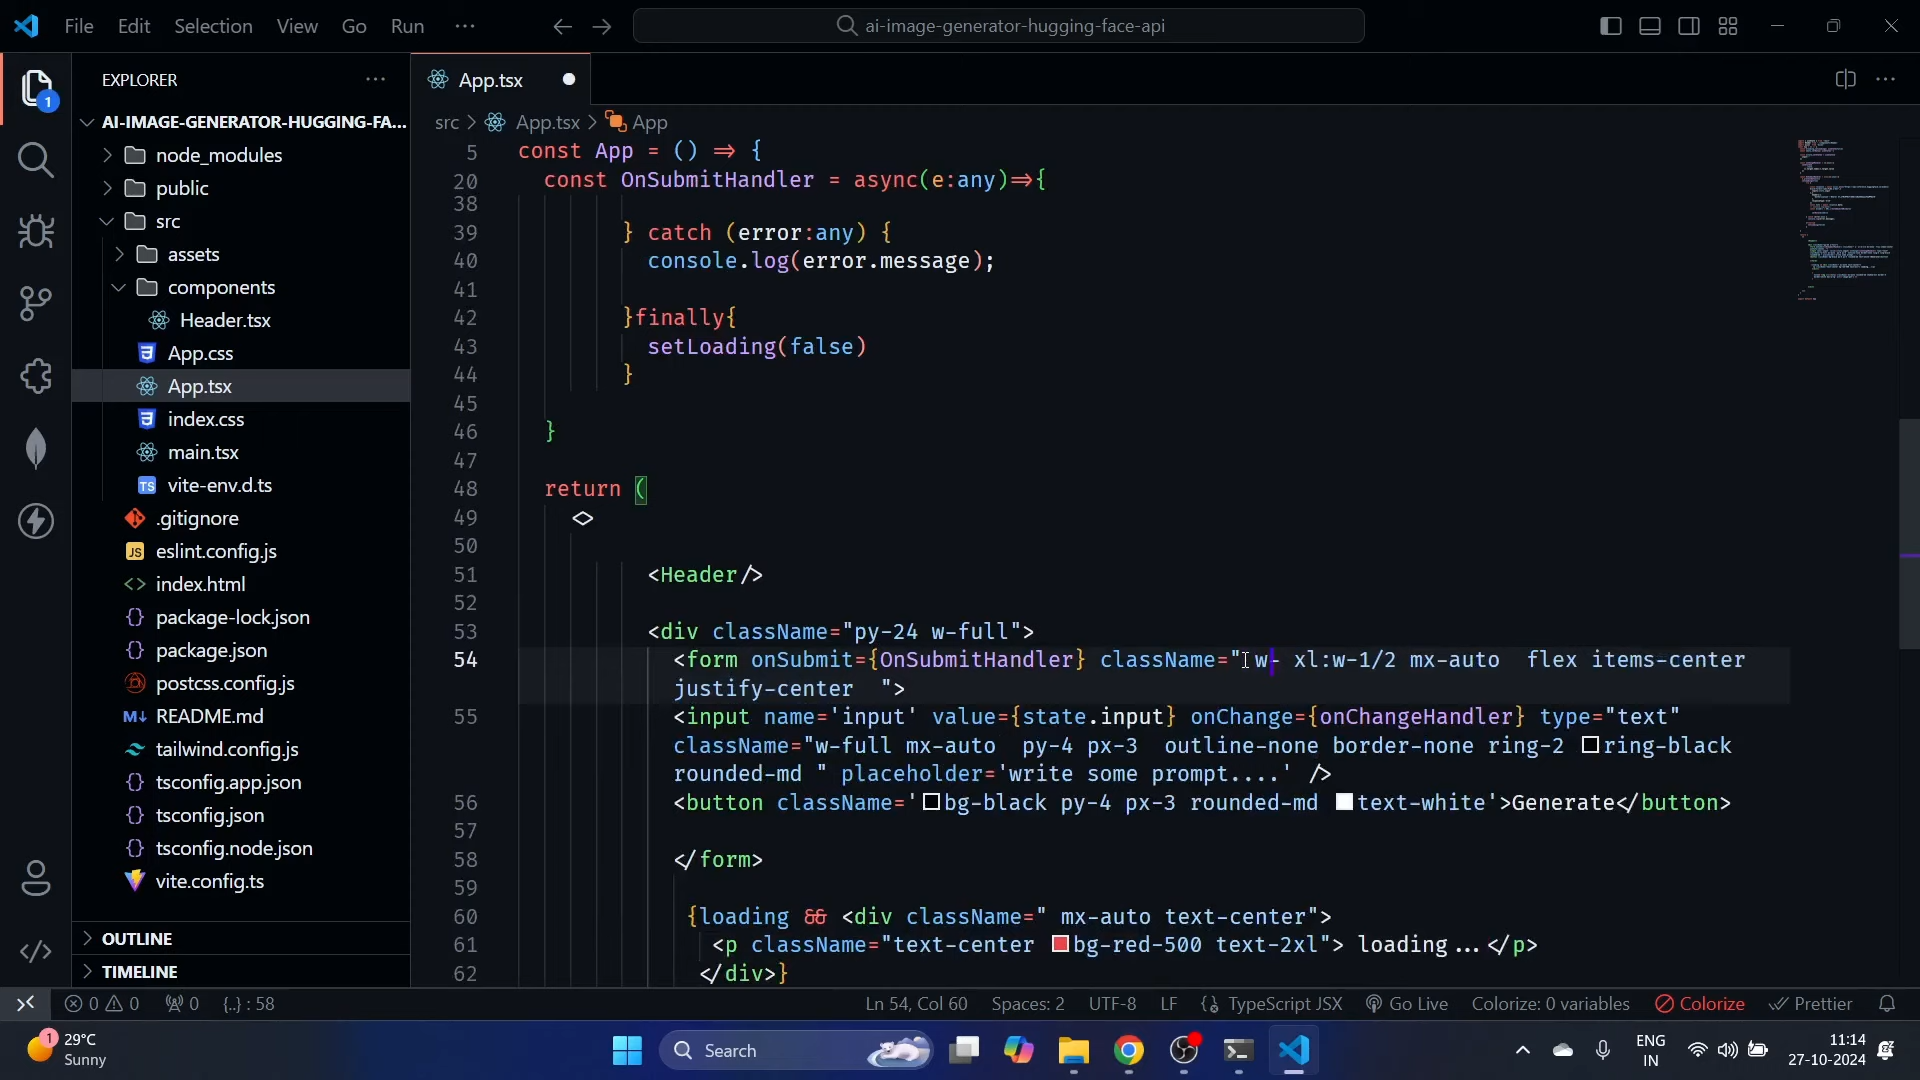 File Edit Selection View Go Run ... ai-image-generator-hugging-face-api
EXPLORER
1
AI-IMAGE-GENERATOR-HUGGING-FA...
node_modules
public
src
assets
components
Header.tsx
App.css
App.tsx
index.css
main.tsx
TS vite-env.d.ts
.gitignore
JS eslint.config.js
<> index.html
{} package-lock.json
{} package.json
postcss.config.js
M↓ README.md
tailwind.config.js
{} tsconfig.app.json
{} tsconfig.json
{} tsconfig.node.json
vite.config.ts
OUTLINE
TIMELINE
App.tsx
src > App.tsx > App
5 const App = () => {
20 const OnSubmitHandler = async(e:any)=>{
38
39 } catch (error:any) {
40 console.log(error.message);
41
42 }finally{
43 setLoading(false)
44 }
45
46 }
47
48 return (
49 <>
50
51 <Header/>
52
53 <div className="py-24 w-full">
54 <form onSubmit={OnSubmitHandler} className=" w- xl:w-1/2 mx-auto  flex items-center
justify-center  ">
55 <input name='input' value={state.input} onChange={onChangeHandler} type="text"
className="w-full mx-auto  py-4 px-3  outline-none border-none ring-2 ring-black
rounded-md " placeholder='write some prompt....' />
56 <button className='bg-black py-4 px-3 rounded-md text-white'>Generate</button>
57
58 </form>
59
60 {loading && <div className=" mx-auto text-center">
61 <p className="text-center bg-red-500 text-2xl"> loading...</p>
62 </div>}
0 0 0 {..} : 58 Ln 54, Col 60 Spaces: 2 UTF-8 LF {} TypeScript JSX Go Live Colorize: 0 variables Colorize Prettier
1 29°C
Sunny
Search
ENG
IN
11:14
27-10-2024